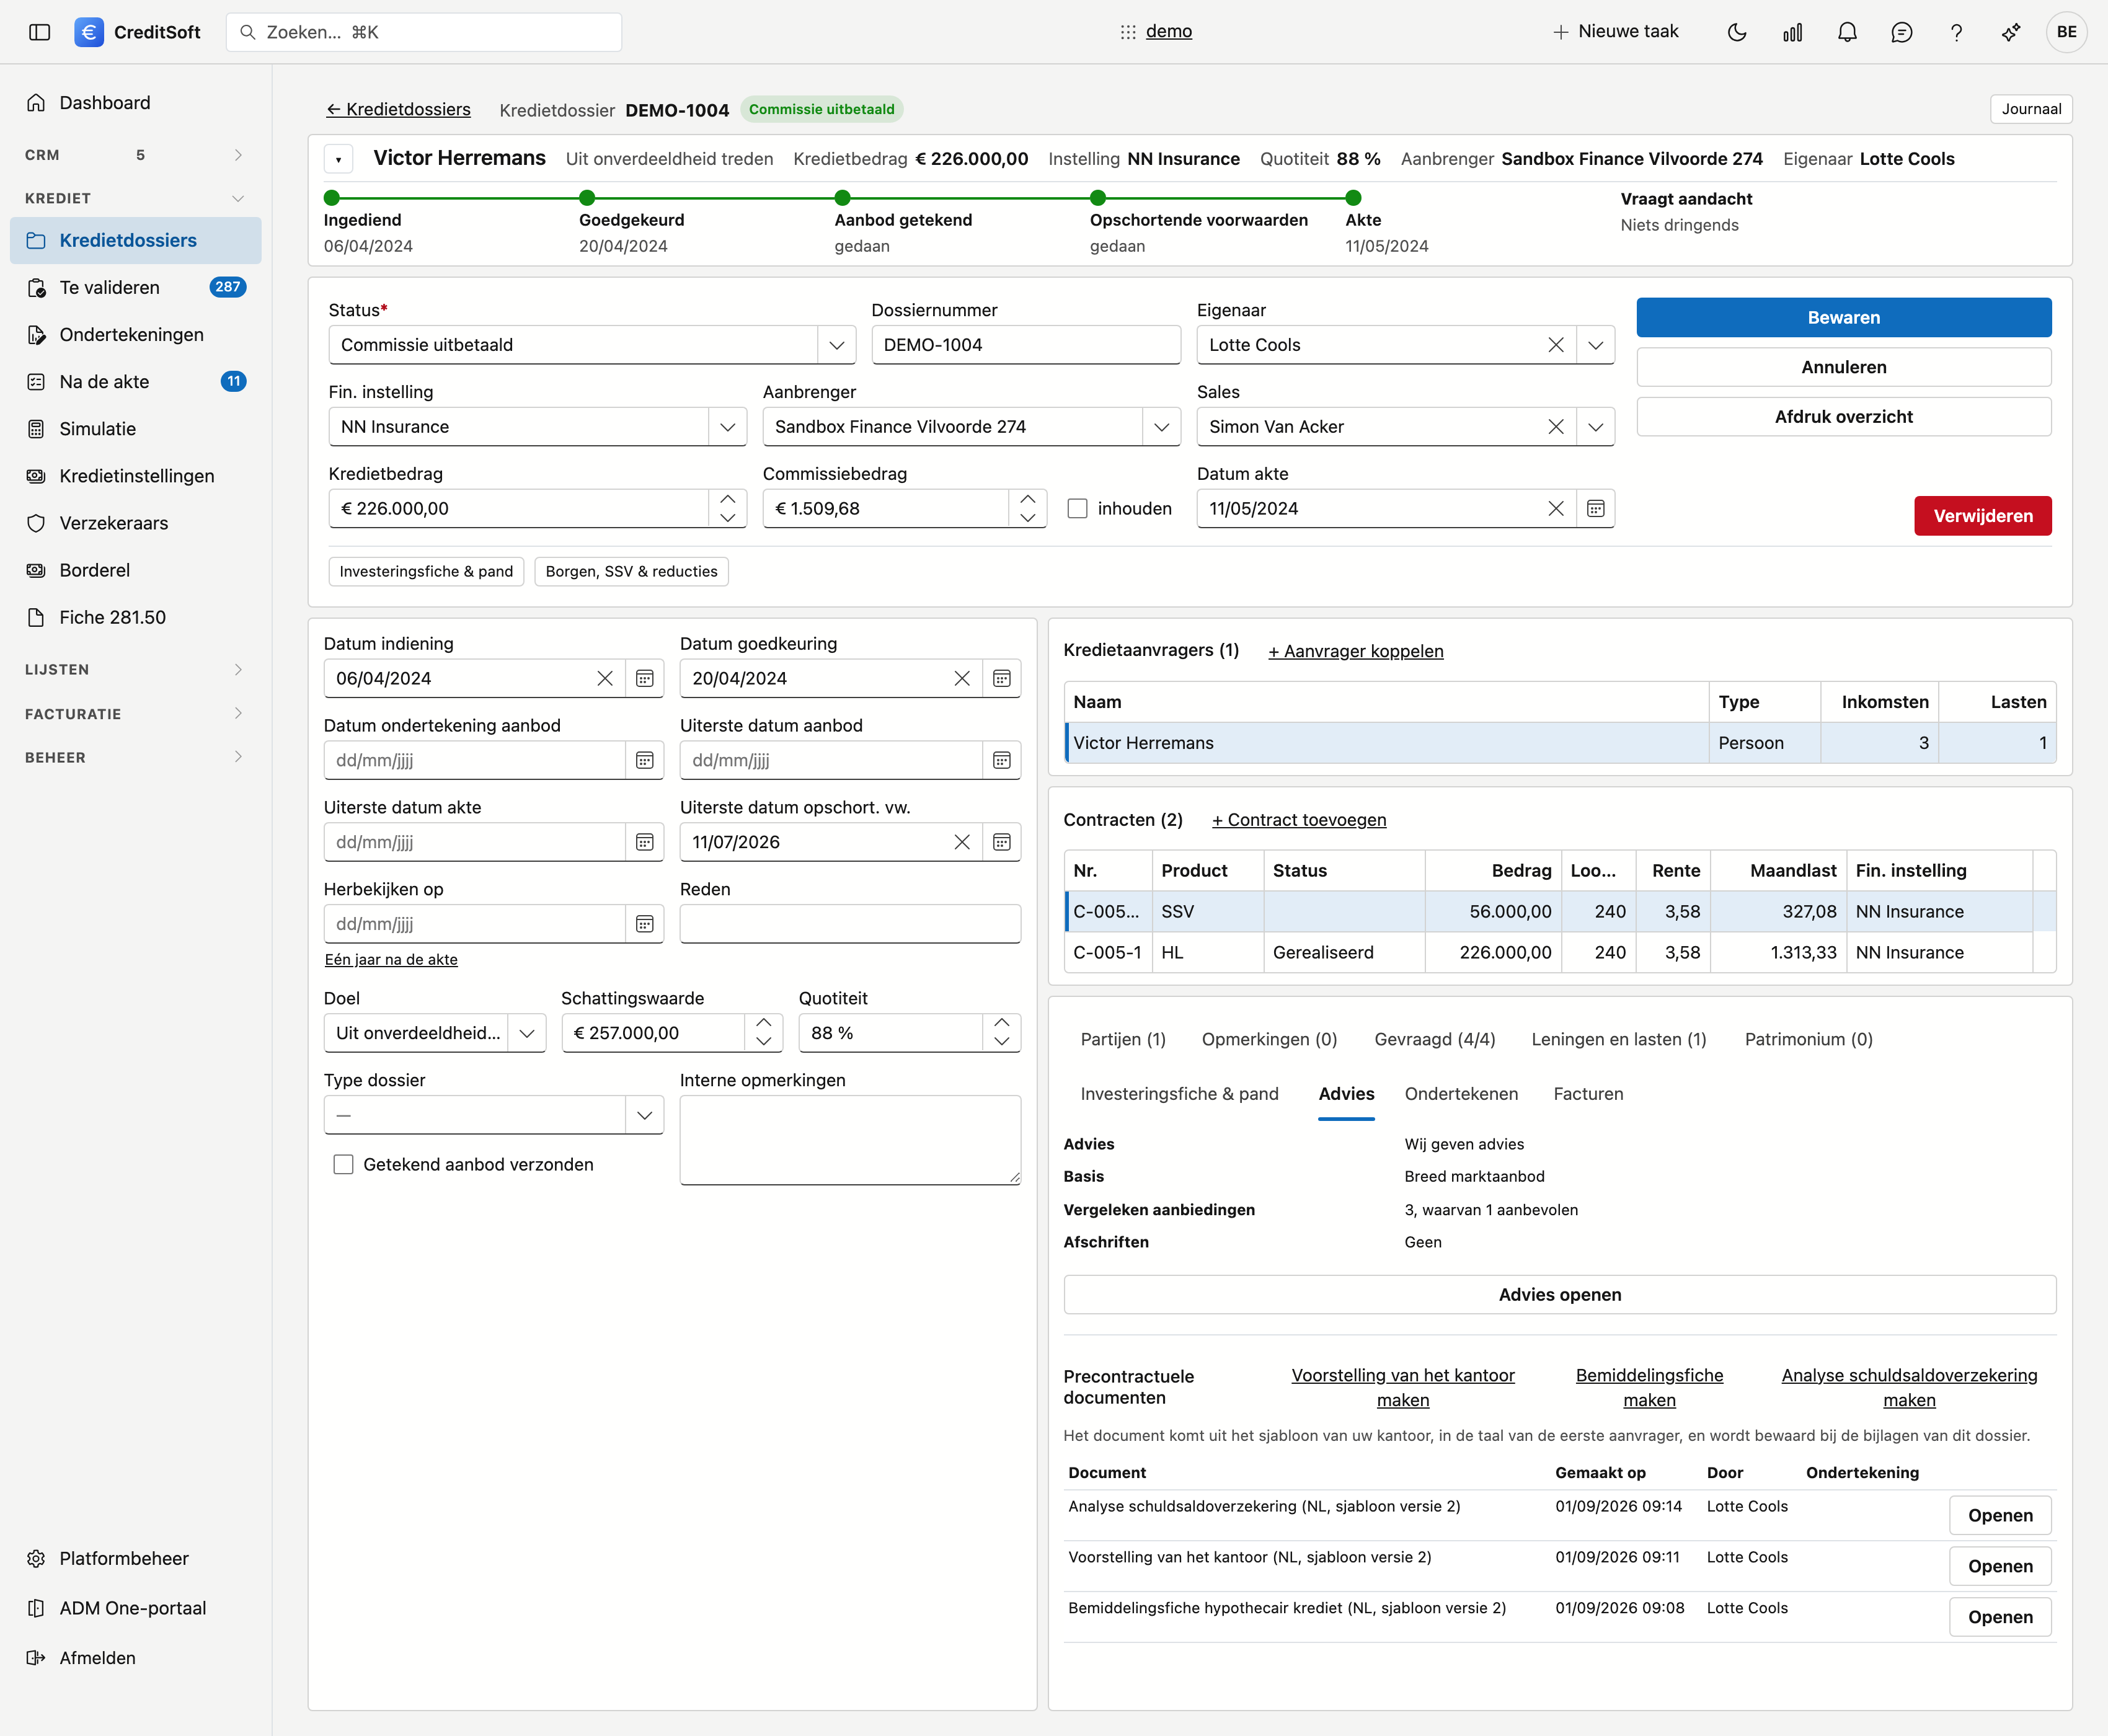 CreditSoft
Zoeken... ⌘K
demo
Nieuwe taak
BE
Dashboard
CRM 5
KREDIET
Kredietdossiers
Te valideren 287
Ondertekeningen
Na de akte 11
Simulatie
Kredietinstellingen
Verzekeraars
Borderel
Fiche 281.50
LIJSTEN
FACTURATIE
BEHEER
Platformbeheer
ADM One-portaal
Afmelden
← Kredietdossiers Kredietdossier DEMO-1004 Commissie uitbetaald Journaal
Victor Herremans Uit onverdeeldheid treden Kredietbedrag € 226.000,00 Instelling NN Insurance Quotiteit 88 % Aanbrenger Sandbox Finance Vilvoorde 274 Eigenaar Lotte Cools
Ingediend Goedgekeurd Aanbod getekend Opschortende voorwaarden Akte Vraagt aandacht
06/04/2024 20/04/2024 gedaan gedaan 11/05/2024 Niets dringends
Status* Dossiernummer Eigenaar
Commissie uitbetaald DEMO-1004 Lotte Cools
Fin. instelling Aanbrenger Sales
NN Insurance Sandbox Finance Vilvoorde 274 Simon Van Acker
Kredietbedrag Commissiebedrag Datum akte
€ 226.000,00 € 1.509,68 inhouden 11/05/2024
Investeringsfiche & pand Borgen, SSV & reducties
Bewaren
Annuleren
Afdruk overzicht
Verwijderen
Datum indiening Datum goedkeuring
06/04/2024 20/04/2024
Datum ondertekening aanbod Uiterste datum aanbod
dd/mm/jjjj dd/mm/jjjj
Uiterste datum akte Uiterste datum opschort. vw.
dd/mm/jjjj 11/07/2026
Herbekijken op Reden
dd/mm/jjjj
Eén jaar na de akte
Doel Schattingswaarde Quotiteit
Uit onverdeeldheid... € 257.000,00 88 %
Type dossier Interne opmerkingen
—
Getekend aanbod verzonden
Kredietaanvragers (1) + Aanvrager koppelen
Naam Type Inkomsten Lasten
Victor Herremans Persoon 3 1
Contracten (2) + Contract toevoegen
Nr. Product Status Bedrag Loo... Rente Maandlast Fin. instelling
C-005... SSV 56.000,00 240 3,58 327,08 NN Insurance
C-005-1 HL Gerealiseerd 226.000,00 240 3,58 1.313,33 NN Insurance
Partijen (1) Opmerkingen (0) Gevraagd (4/4) Leningen en lasten (1) Patrimonium (0)
Investeringsfiche & pand Advies Ondertekenen Facturen
Advies Wij geven advies
Basis Breed marktaanbod
Vergeleken aanbiedingen 3, waarvan 1 aanbevolen
Afschriften Geen
Advies openen
Precontractuele documenten
Voorstelling van het kantoor maken
Bemiddelingsfiche maken
Analyse schuldsaldoverzekering maken
Het document komt uit het sjabloon van uw kantoor, in de taal van de eerste aanvrager, en wordt bewaard bij de bijlagen van dit dossier.
Document Gemaakt op Door Ondertekening
Analyse schuldsaldoverzekering (NL, sjabloon versie 2) 01/09/2026 09:14 Lotte Cools Openen
Voorstelling van het kantoor (NL, sjabloon versie 2) 01/09/2026 09:11 Lotte Cools Openen
Bemiddelingsfiche hypothecair krediet (NL, sjabloon versie 2) 01/09/2026 09:08 Lotte Cools Openen